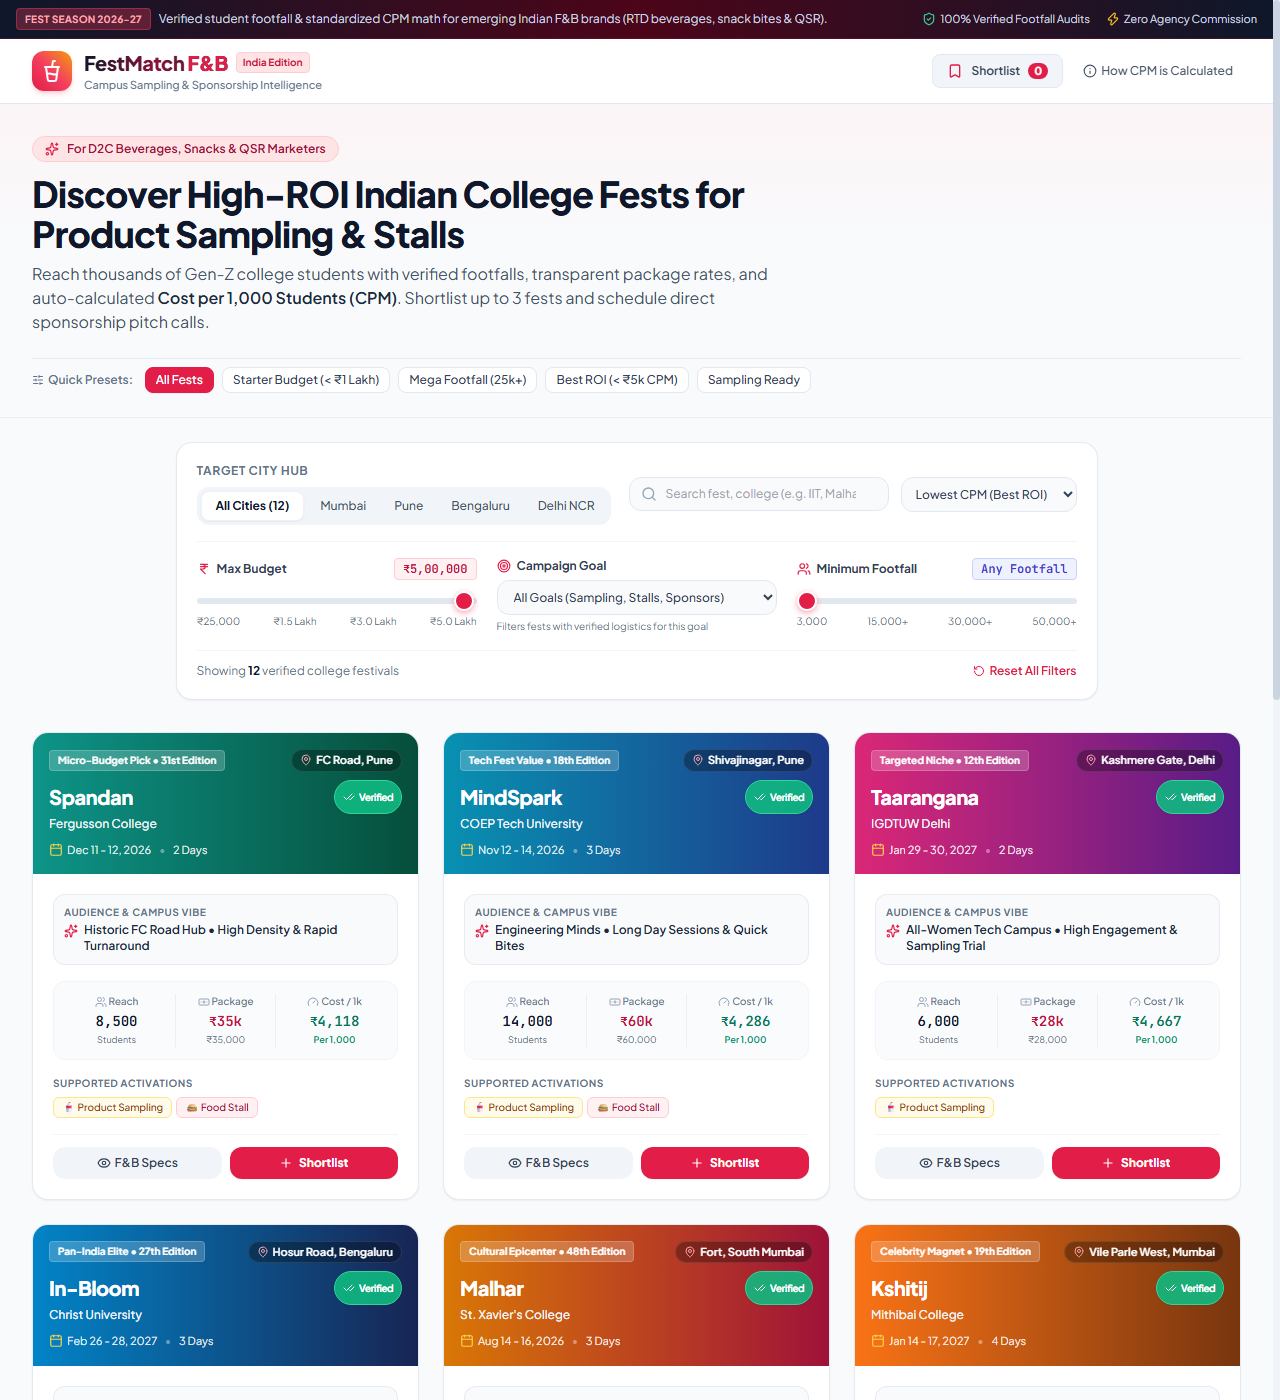 FEST SEASON 2026-27 Verified student footfall & standardized CPM math for emerging Indian F&B brands (RTD beverages, snack bites & QSR). 100% Verified Footfall Audits Zero Agency Commission
FestMatch F&B India Edition
Campus Sampling & Sponsorship Intelligence
Shortlist 0 How CPM is Calculated
For D2C Beverages, Snacks & QSR Marketers
Discover High-ROI Indian College Fests for
Product Sampling & Stalls
Reach thousands of Gen-Z college students with verified footfalls, transparent package rates, and
auto-calculated Cost per 1,000 Students (CPM). Shortlist up to 3 fests and schedule direct
sponsorship pitch calls.
Quick Presets: All Fests Starter Budget (< ₹1 Lakh) Mega Footfall (25k+) Best ROI (< ₹5k CPM) Sampling Ready
TARGET CITY HUB
All Cities (12) Mumbai Pune Bengaluru Delhi NCR
Search fest, college (e.g. IIT, Malha
Lowest CPM (Best ROI)
Max Budget ₹5,00,000
₹25,000 ₹1.5 Lakh ₹3.0 Lakh ₹5.0 Lakh
Campaign Goal
All Goals (Sampling, Stalls, Sponsors)
Filters fests with verified logistics for this goal
Minimum Footfall Any Footfall
3,000 15,000+ 30,000+ 50,000+
Showing 12 verified college festivals
Reset All Filters
Micro-Budget Pick • 31st Edition FC Road, Pune
Spandan Verified
Fergusson College
Dec 11 - 12, 2026 • 2 Days
AUDIENCE & CAMPUS VIBE
Historic FC Road Hub • High Density & Rapid
Turnaround
Reach Package Cost / 1k
8,500 ₹35k ₹4,118
Students ₹35,000 Per 1,000
SUPPORTED ACTIVATIONS
Product Sampling Food Stall
F&B Specs Shortlist
Tech Fest Value • 18th Edition Shivajinagar, Pune
MindSpark Verified
COEP Tech University
Nov 12 - 14, 2026 • 3 Days
AUDIENCE & CAMPUS VIBE
Engineering Minds • Long Day Sessions & Quick
Bites
Reach Package Cost / 1k
14,000 ₹60k ₹4,286
Students ₹60,000 Per 1,000
SUPPORTED ACTIVATIONS
Product Sampling Food Stall
F&B Specs Shortlist
Targeted Niche • 12th Edition Kashmere Gate, Delhi
Taarangana Verified
IGDTUW Delhi
Jan 29 - 30, 2027 • 2 Days
AUDIENCE & CAMPUS VIBE
All-Women Tech Campus • High Engagement &
Sampling Trial
Reach Package Cost / 1k
6,000 ₹28k ₹4,667
Students ₹28,000 Per 1,000
SUPPORTED ACTIVATIONS
Product Sampling
F&B Specs Shortlist
Pan-India Elite • 27th Edition Hosur Road, Bengaluru
In-Bloom Verified
Christ University
Feb 26 - 28, 2027 • 3 Days
Cultural Epicenter • 48th Edition Fort, South Mumbai
Malhar Verified
St. Xavier's College
Aug 14 - 16, 2026 • 3 Days
Celebrity Magnet • 19th Edition Vile Parle West, Mumbai
Kshitij Verified
Mithibai College
Jan 14 - 17, 2027 • 4 Days